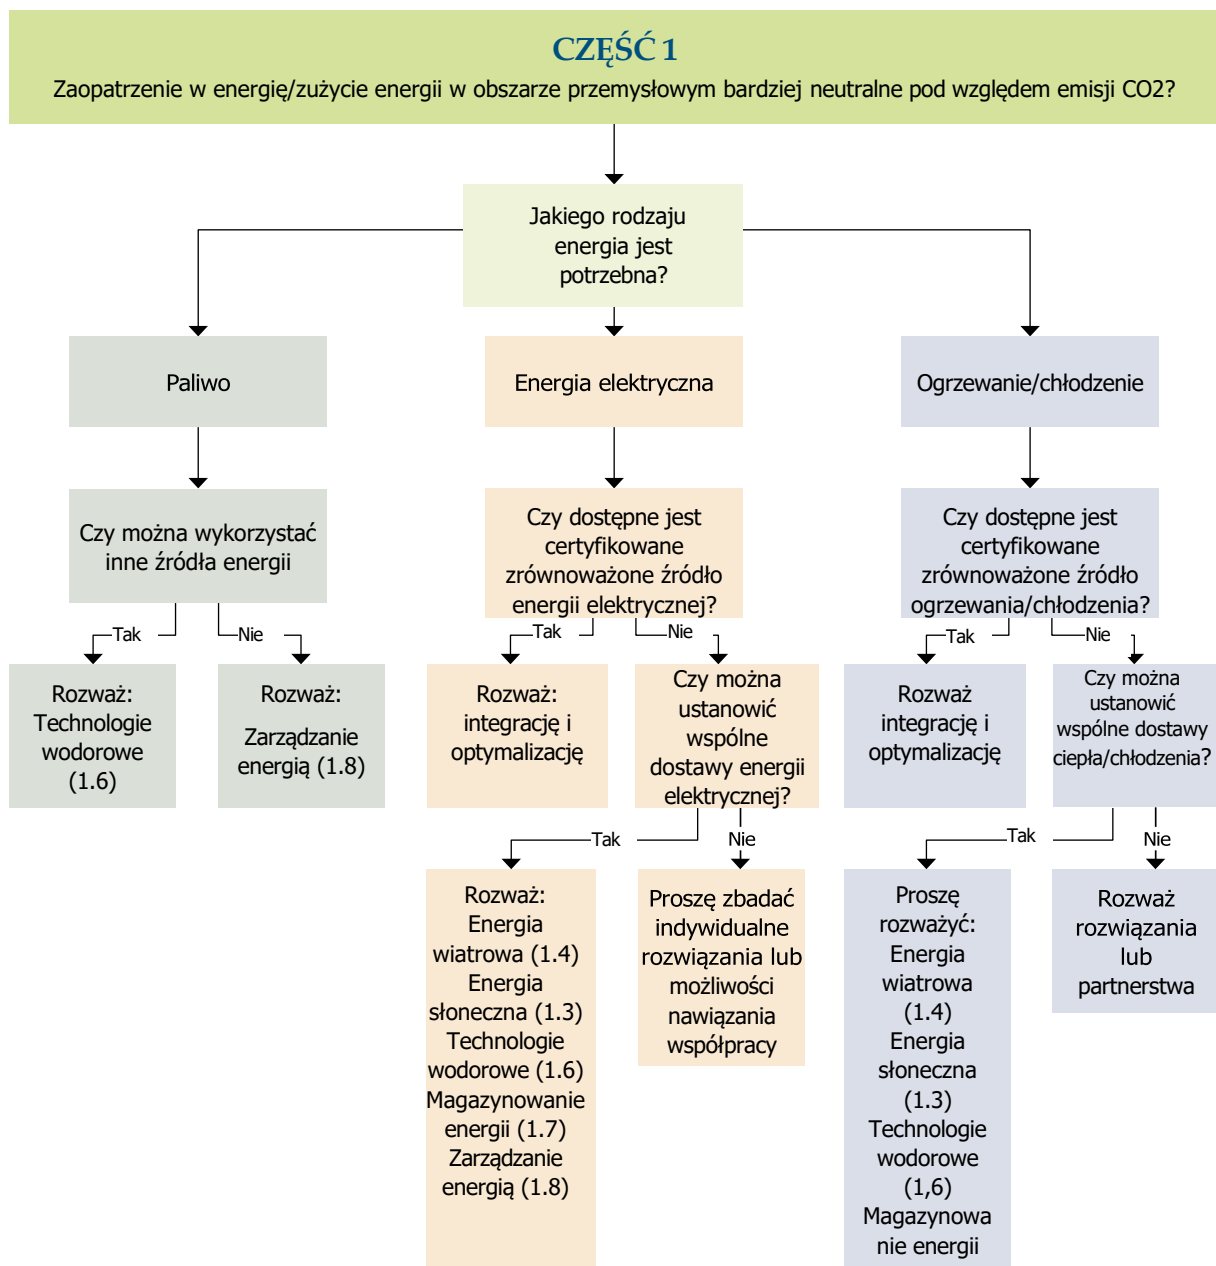 CZĘŚĆ 1
Zaopatrzenie w energię/zużycie energii w obszarze przemysłowym bardziej neutralne pod względem emisji CO2?
Jakiego rodzaju
energia jest
potrzebna?
Paliwo
Energia elektryczna
Ogrzewanie/chłodzenie
Czy można wykorzystać
inne źródła energii
Czy dostępne jest
certyfikowane
zrównoważone źródło
energii elektrycznej?
Czy dostępne jest
certyfikowane
zrównoważone źródło
ogrzewania/chłodzenia?
Tak
Nie
Tak
Nie
Tak
Nie
Rozważ:
Technologie
wodorowe
(1.6)
Rozważ:
Zarządzanie
energią (1.8)
Rozważ:
integrację i
optymalizację
Czy można
ustanowić
wspólne
dostawy energii
elektrycznej?
Rozważ
integrację i
optymalizację
Czy można
ustanowić
wspólne dostawy
ciepła/chłodzenia?
Tak
Nie
Tak
Nie
Rozważ:
Energia
wiatrowa (1.4)
Energia
słoneczna (1.3)
Technologie
wodorowe (1.6)
Magazynowanie
energii (1.7)
Zarządzanie
energią (1.8)
Proszę zbadać
indywidualne
rozwiązania lub
możliwości
nawiązania
współpracy
Proszę
rozważyć:
Energia
wiatrowa
(1.4)
Energia
słoneczna
(1.3)
Technologie
wodorowe
(1,6)
Magazynowa
nie energii
Rozważ
rozwiązania
lub
partnerstwa